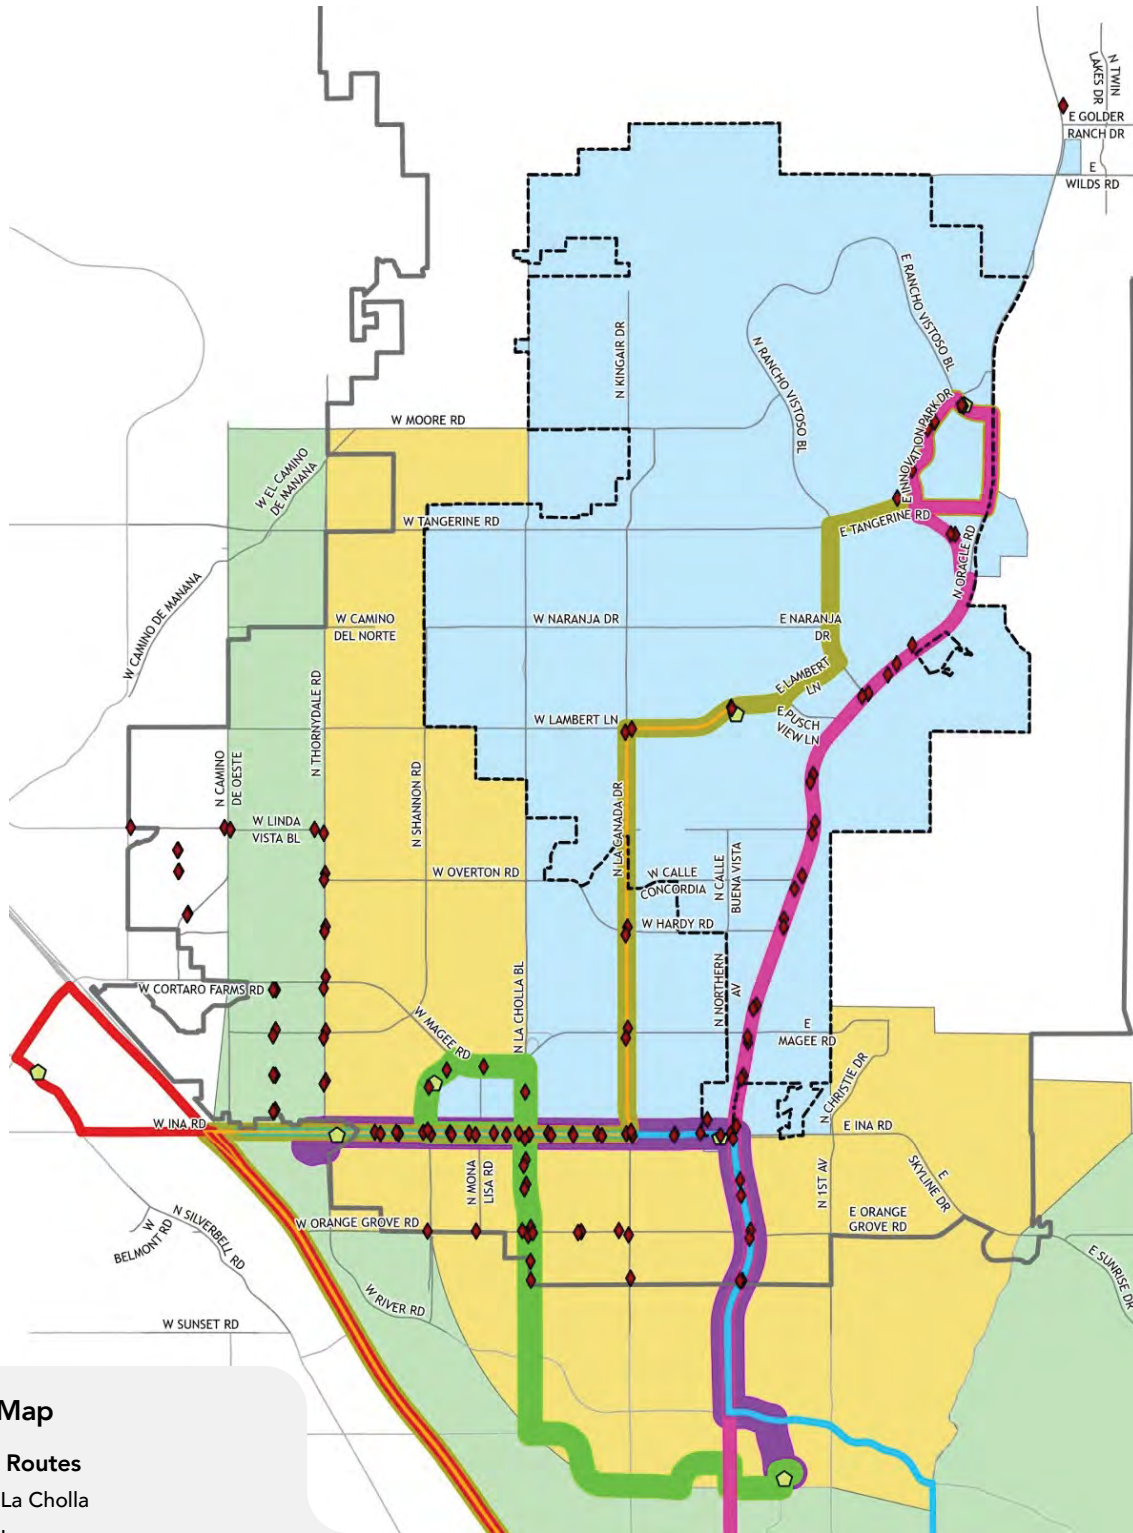 N TWIN
LAKES DR
E GOLDER
RANCH DR
E
WILDS RD
E RANCHO VISTOSO BL
N KINGAIR DR
N RANCHO VISTOSO BL
W MOORE RD
E INNOVATION PARK DR
W EL CAMINO
DE MANANA
W TANGERINE RD
E TANGERINE RD
N ORACLE RD
W CAMINO DE MANANA
W CAMINO
DEL NORTE
W NARANJA DR
E NARANJA
DR
E LAMBERT
LN
N THORNYDALE RD
W LAMBERT LN
E PUSCH
VIEW LN
N CAMINO
DE OESTE
N SHANNON RD
N LA CANADA DR
W LINDA
VISTA BL
W OVERTON RD
W CALLE
CONCORDIA
N CALLE
BUENA VISTA
W HARDY RD
N LA CHOLLA BL
N NORTHERN
AV
W CORTARO FARMS RD
W MAGEE RD
E
MAGEE RD
N CHRISTIE DR
W INA RD
E INA RD
N MONA
LISA RD
N 1ST AV
E
SKYLINE DR
W ORANGE GROVE RD
E ORANGE
GROVE RD
W
BELMONT RD
N SILVERBELL RD
E SUNRISE DR
W RIVER RD
W SUNSET RD
Map
Routes
La Cholla